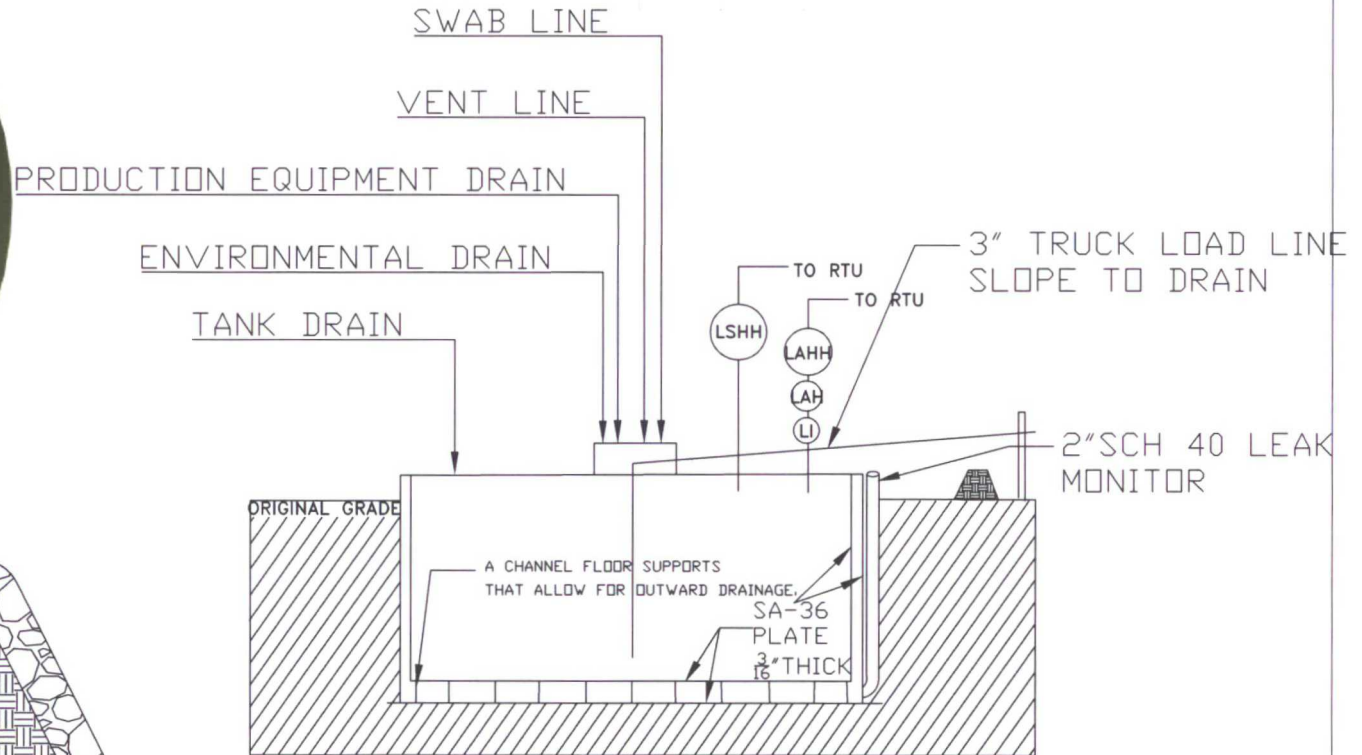 SWAB LINE
VENT LINE
PRODUCTION EQUIPMENT DRAIN
ENVIRONMENTAL DRAIN
TANK DRAIN
TO RTU
TO RTU
3" TRUCK LOAD LINE
SLOPE TO DRAIN
LSHH
LAHH
LAH
LI
2"SCH 40 LEAK
MONITOR
ORIGINAL GRADE
A CHANNEL FLOOR SUPPORTS
THAT ALLOW FOR OUTWARD DRAINAGE.
SA-36
PLATE
3/16" THICK